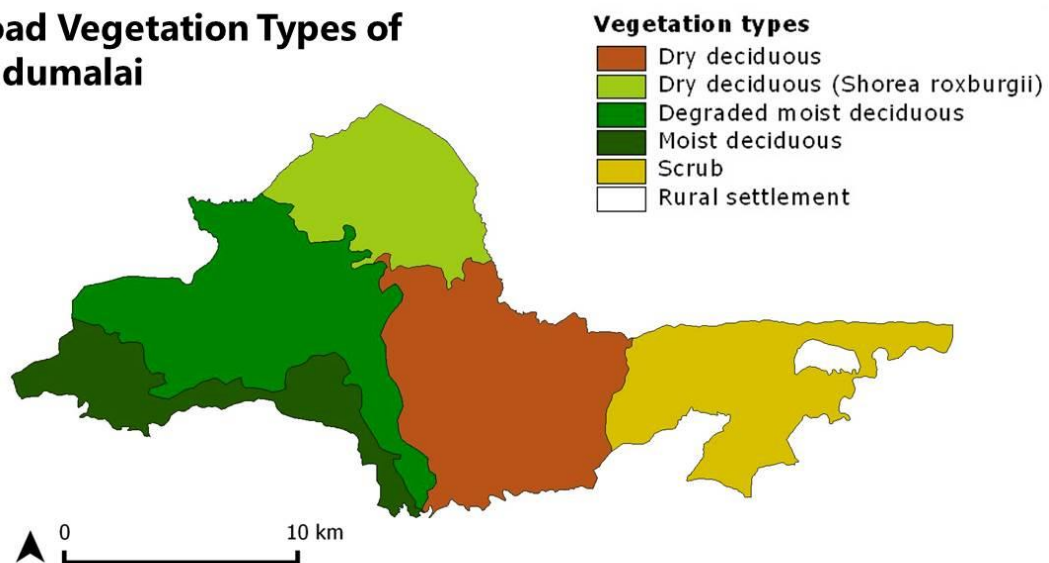 oad Vegetation Types of
dumalai
Vegetation types
Dry deciduous
Dry deciduous (Shorea roxburgii)
Degraded moist deciduous
Moist deciduous
Scrub
Rural settlement
0 10 km